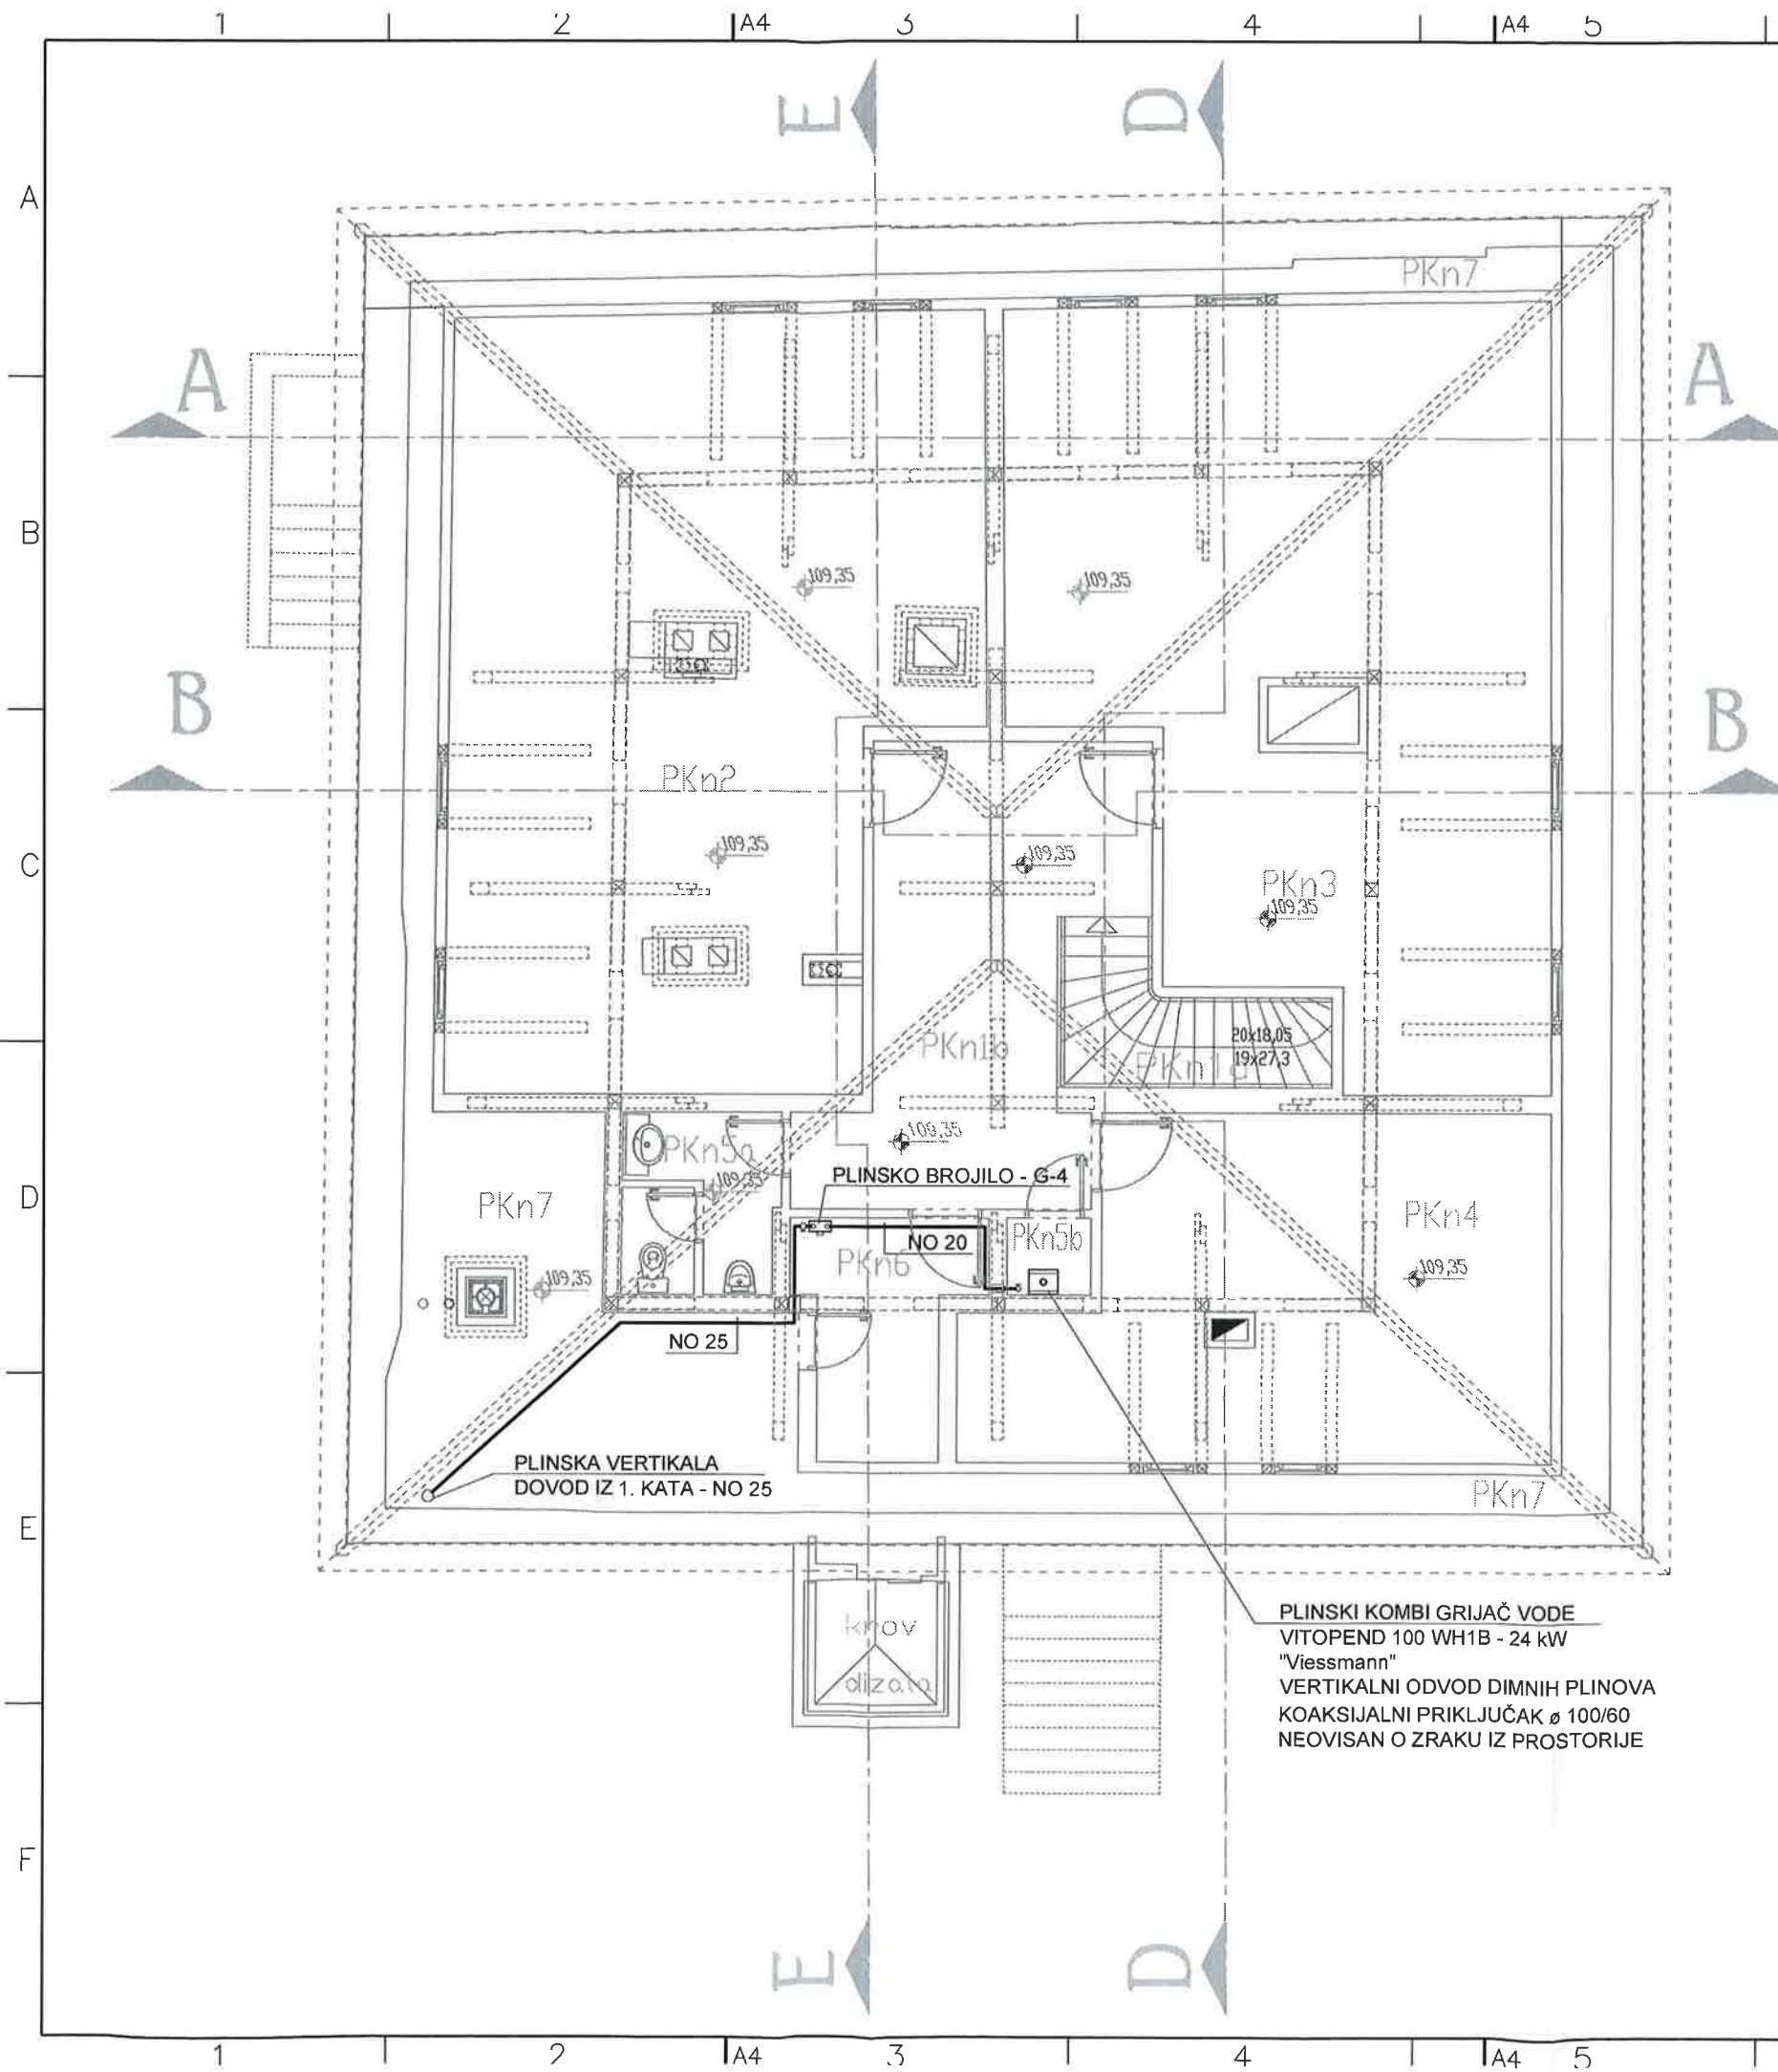 1 2 A4 3 4 A4 5
E D
A
PKn7
A A
B
109,35 109,35
B B
PKn2
109,35 109,35
C
PKn3
109,35
PKn1b
20x18,05
19x27,3
109,35
PKn5a
109,35
PLINSKO BROJILO - G-4
D
PKn7
PKn4
NO 20
PKn5b
PKn6
109,35
109,35
NO 25
PLINSKA VERTIKALA
DOVOD IZ 1. KATA - NO 25
PKn7
E
PLINSKI KOMBI GRIJAČ VODE
VITOPEND 100 WH1B - 24 kW
"Viessmann"
VERTIKALNI ODVOD DIMNIH PLINOVA
KOAKSIJALNI PRIKLJUČAK ø 100/60
NEOVISAN O ZRAKU IZ PROSTORIJE
krov
dizala
F
E D
1 2 A4 3 4 A4 5